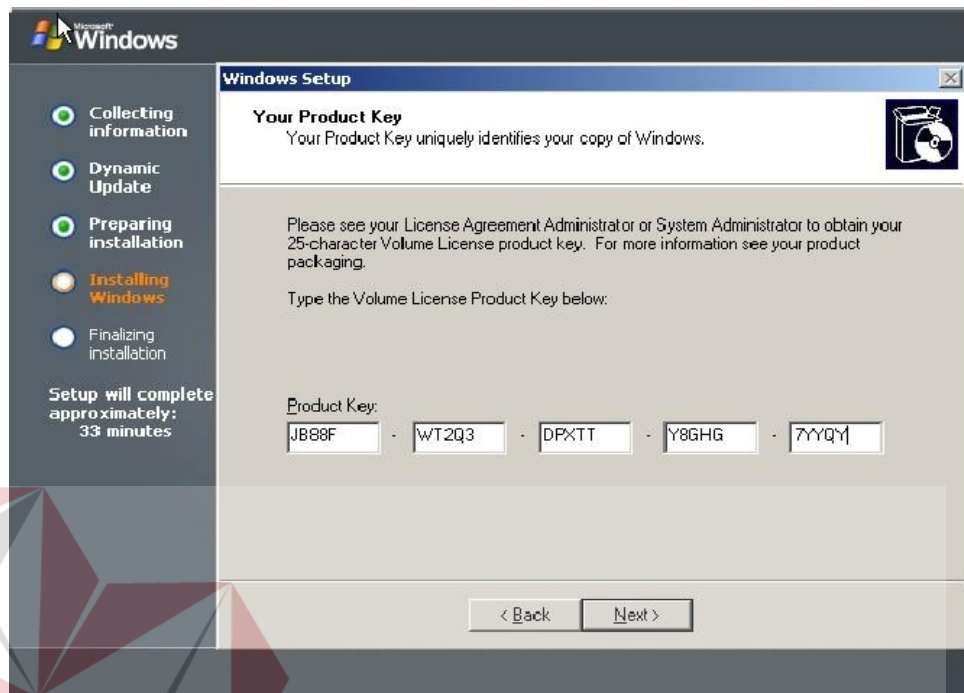 Microsoft
Windows
Collecting
information
Dynamic
Update
Preparing
installation
Installing
Windows
Finalizing
installation
Setup will complete
approximately:
33 minutes
Windows Setup
Your Product Key
Your Product Key uniquely identifies your copy of Windows.
Please see your License Agreement Administrator or System Administrator to obtain your
25-character Volume License product key. For more information see your product
packaging.
Type the Volume License Product Key below:
Product Key:
JB88F - WT2Q3 - DPXTT - Y8GHG - 7YYQY
< Back Next >